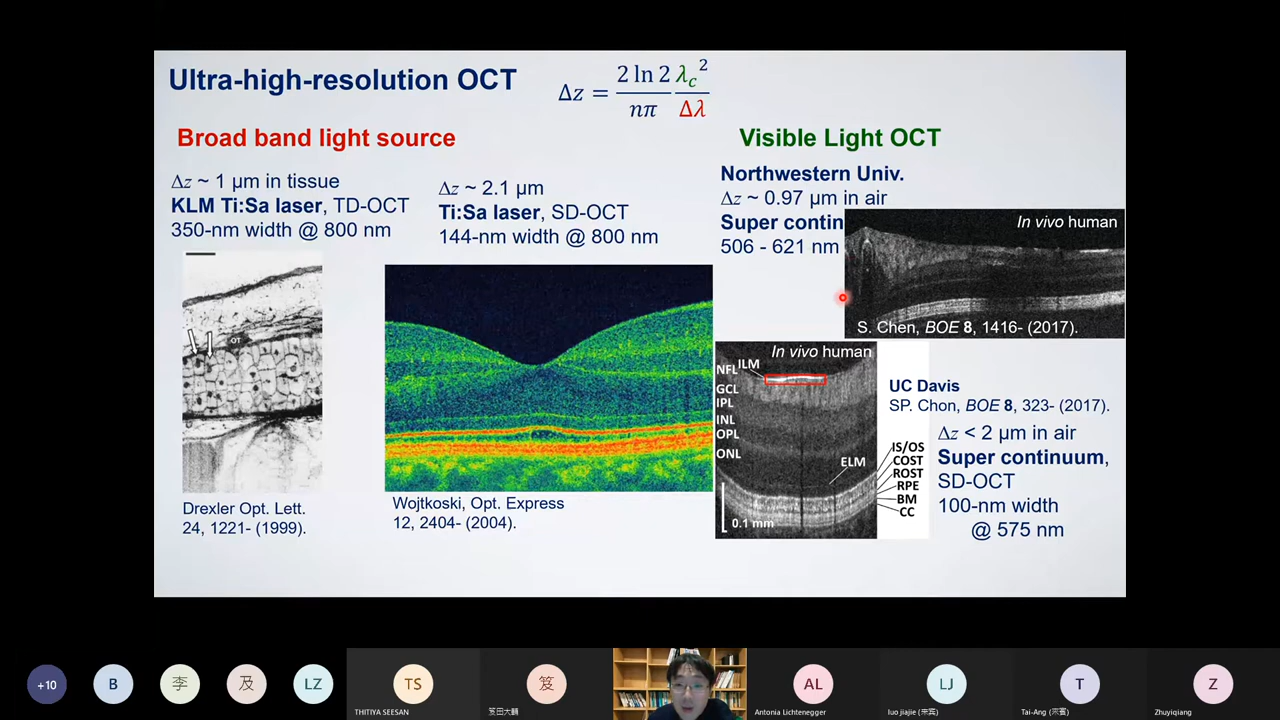 Ultra-high-resolution OCT
Δz = 2 ln 2 λc² / nπ Δλ
Broad band light source
Δz ~ 1 μm in tissue
KLM Ti:Sa laser, TD-OCT
350-nm width @ 800 nm
OT
Drexler Opt. Lett.
24, 1221- (1999).
Δz ~ 2.1 μm
Ti:Sa laser, SD-OCT
144-nm width @ 800 nm
Wojtkoski, Opt. Express
12, 2404- (2004).
Visible Light OCT
Northwestern Univ.
Δz ~ 0.97 μm in air
Super contin
506 - 621 nm
In vivo human
S. Chen, BOE 8, 1416- (2017).
In vivo human
ILM
NFL
GCL
IPL
INL
OPL
ONL
ELM
IS/OS
COST
ROST
RPE
BM
CC
0.1 mm
UC Davis
SP. Chon, BOE 8, 323- (2017).
Δz < 2 μm in air
Super continuum,
SD-OCT
100-nm width
@ 575 nm
+10
B
李
及
LZ
TS
THITIYA SEESAN
笈
笈田大輔
AL
Antonia Lichtenegger
LJ
luo jiajie (来宾)
T
Tai-Ang (来賓)
Z
Zhuyiqiang